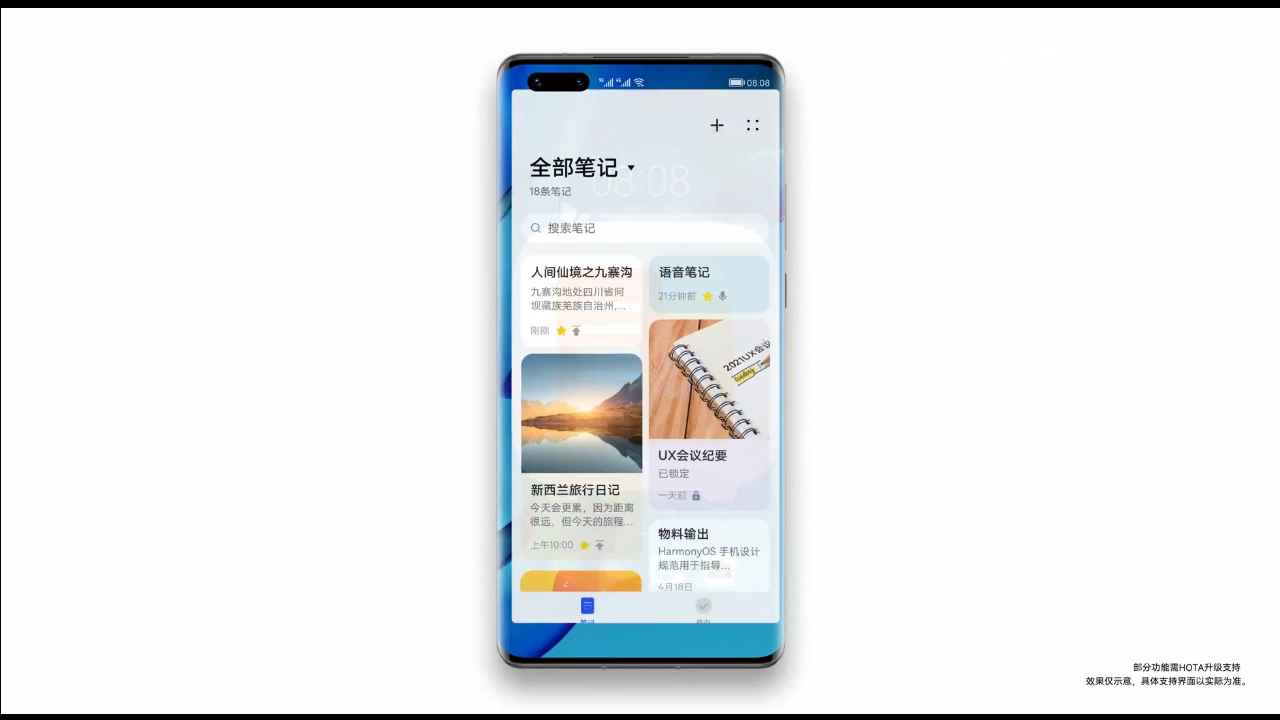 5G 4G 08:08
全部笔记
08:08
18条笔记
搜索笔记
人间仙境之九寨沟
九寨沟地处四川省阿
坝藏族羌族自治州,...
刚刚
语音笔记
21分钟前
2021UX会议
UX会议纪要
已锁定
一天前
新西兰旅行日记
今天会更累，因为距离
很远，但今天的旅程...
上午10:00
物料输出
HarmonyOS 手机设计
规范用于指导...
4月18日
笔记
部分功能需HOTA升级支持
效果仅示意，具体支持界面以实际为准。